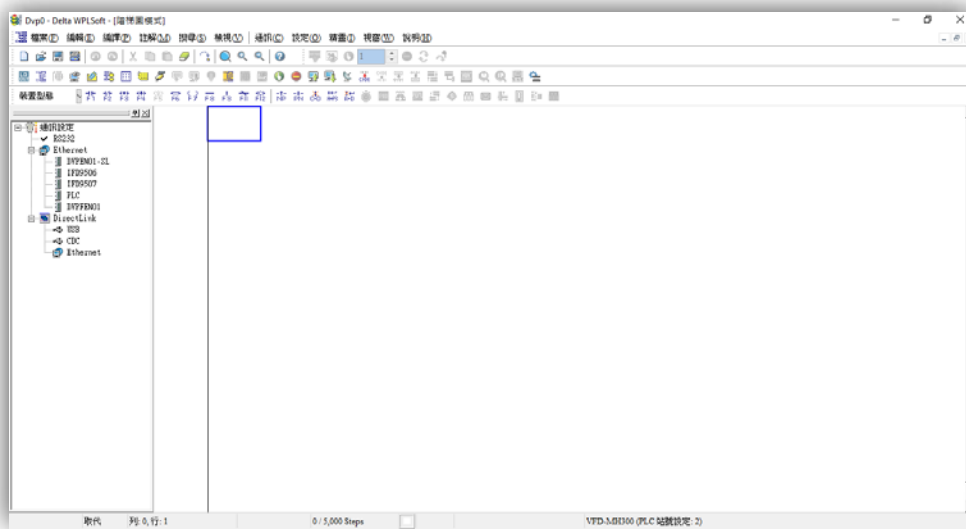 Dvp0 - Delta WPLSoft - [階梯圖模式]
檔案(F) 編輯(E) 編譯(P) 註解(M) 搜尋(S) 檢視(V) 通訊(C) 設定(O) 精靈(I) 視窗(W) 說明(H)
1
裝置型態
通訊設定
RS232
Ethernet
DVPEN01-SL
IFD9506
IFD9507
PLC
DVPFEN01
DirectLink
USB
CDC
Ethernet
取代 列: 0, 行: 1 0 / 5,000 Steps VFD-MH300 (PLC 站號設定: 2)